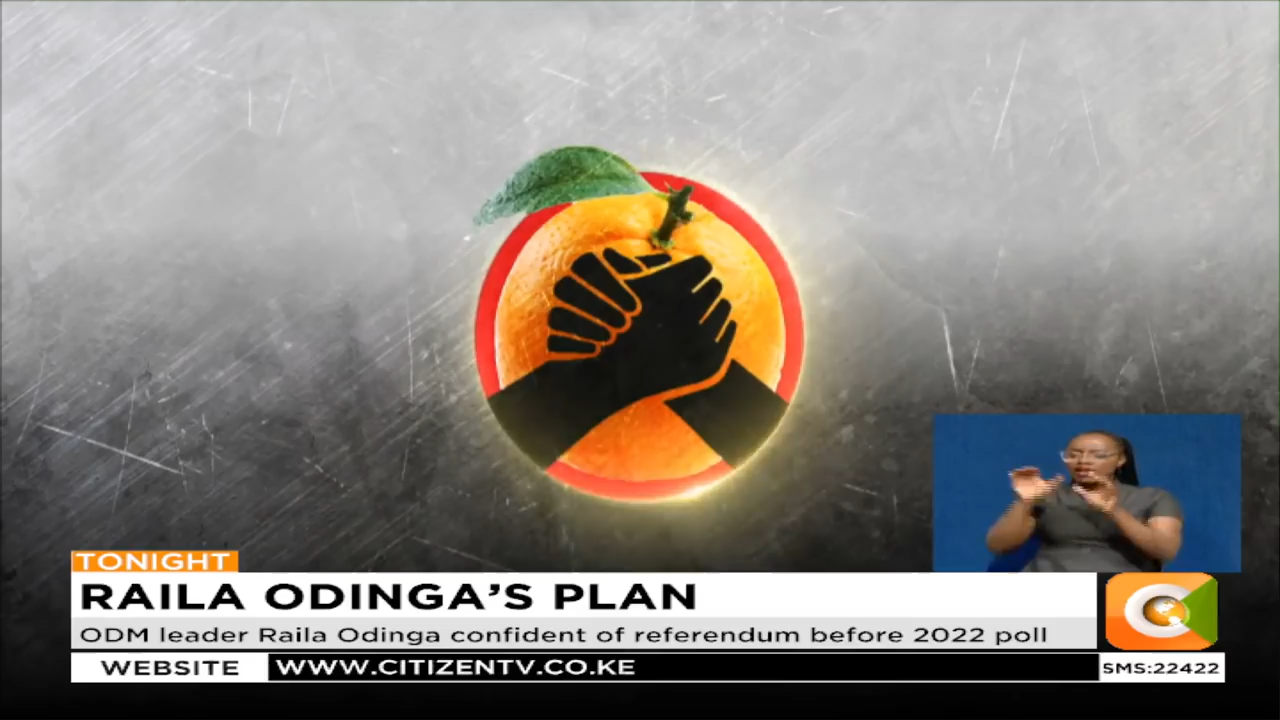 TONIGHT
RAILA ODINGA’S PLAN
ODM leader Raila Odinga confident of referendum before 2022 poll
WEBSITE WWW.CITIZENTV.CO.KE SMS:22422